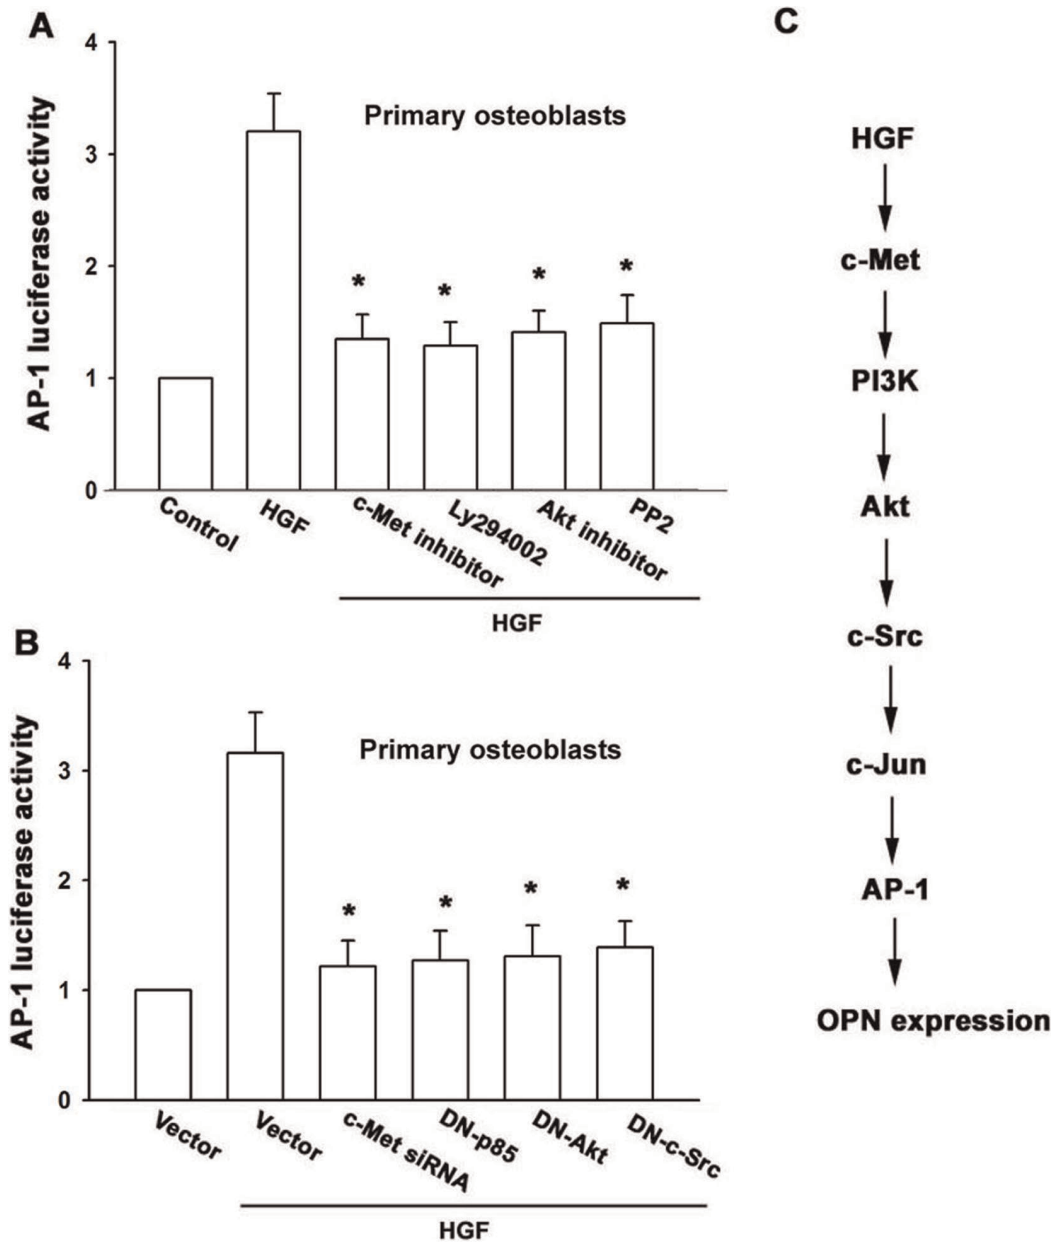 A
AP-1 luciferase activity
4
3
2
1
0
Primary osteoblasts
*
*
*
*
Control
HGF
c-Met inhibitor
Ly294002
Akt inhibitor
PP2
HGF
B
AP-1 luciferase activity
4
3
2
1
0
Primary osteoblasts
*
*
*
*
Vector
Vector
c-Met siRNA
DN-p85
DN-Akt
DN-c-Src
HGF
C
HGF
c-Met
PI3K
Akt
c-Src
c-Jun
AP-1
OPN expression